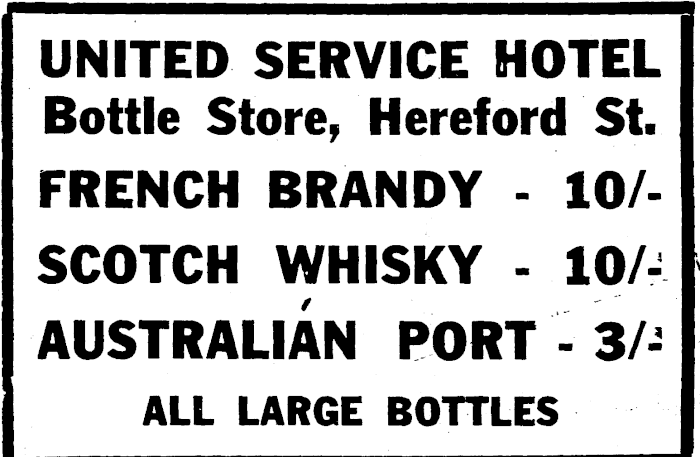 UNITED SERVICE HOTEL
Bottle Store, Hereford St.
FRENCH BRANDY - 10/-
SCOTCH WHISKY - 10/-
AUSTRALIAN PORT - 3/-
ALL LARGE BOTTLES